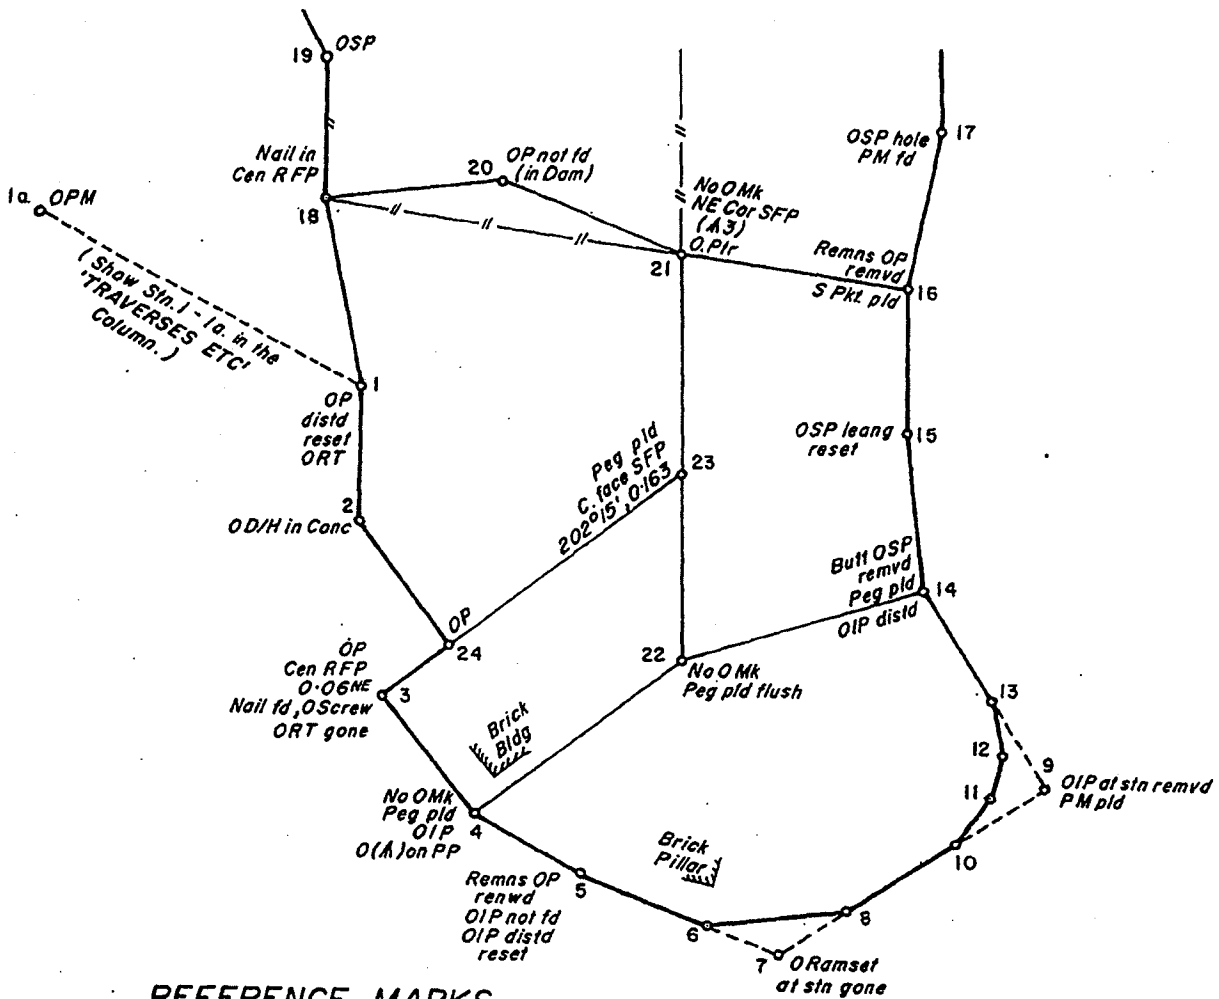 19
OSP
Nail in
Cen RFP
18
20
OP not fd
(in Dam)
OSP hole
PM fd
17
1a
OPM
(Show Stn. 1 - 1a. in the
'TRAVERSES ETC'
Column.)
No O Mk
NE Cor SFP
(⩚3)
O.Ptr
21
Remns OP
remvd
S Pkt pld
16
1
OP
distd
reset
ORT
2
O D/H in Conc
Peg pld
C. face SFP
202°15', 0·163
23
OSP leang
reset
15
Butt OSP
remvd
Peg pld
OIP distd
14
OP
24
OP
Cen RFP
0·06NE
Nail fd, O Screw
ORT gone
3
22
No O Mk
Peg pld flush
Brick
Bldg
13
12
11
9
OIP at stn remvd
PM pld
10
No O Mk
Peg pld
OIP
O(⩚) on PP
4
Brick
Pillar
Remns OP
renwd
OIP not fd
OIP distd
reset
5
6
8
7
O Ramset
at stn gone
REFERENCE MARKS